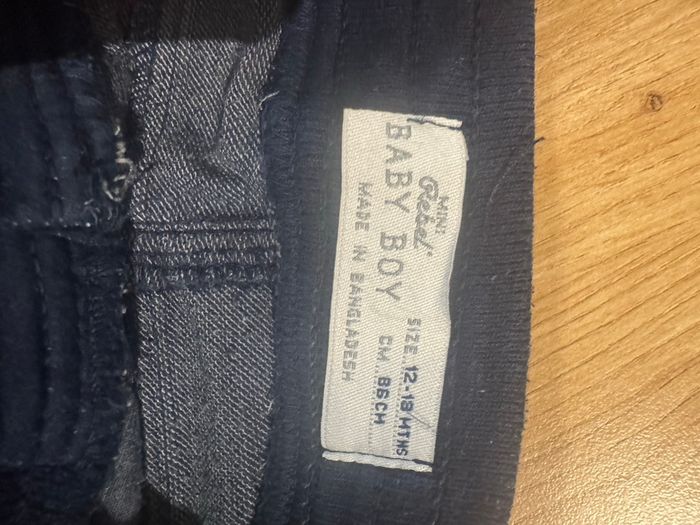 MINI
Rebel
BABY BOY
SIZE..12-18/MTHS
CM..86CM
MADE IN BANGLADESH